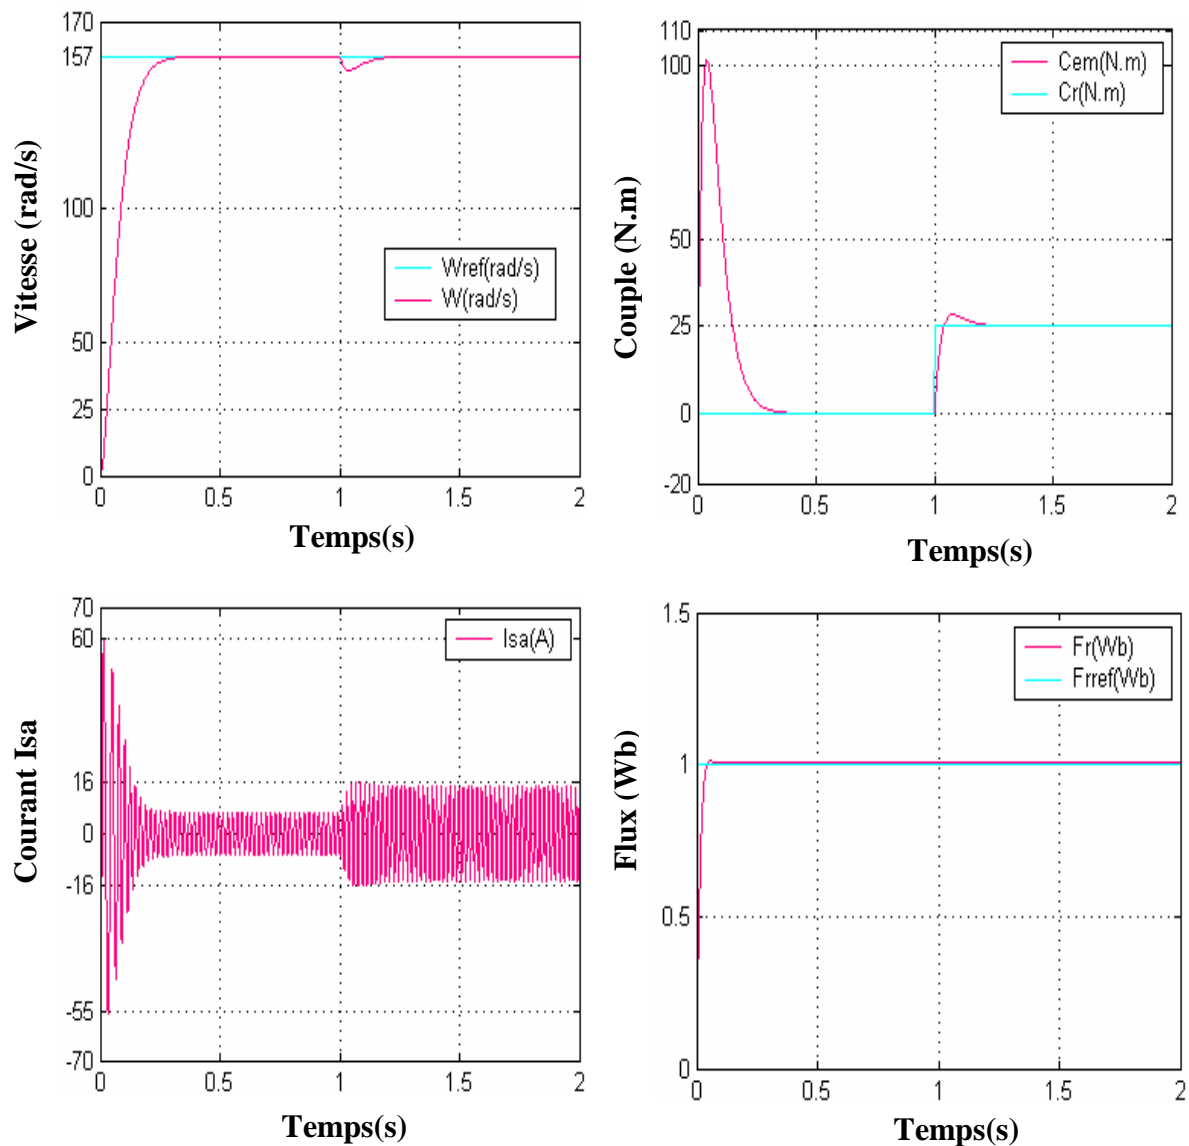 170
157
100
50
25
0
0
0.5
1
1.5
2
Vitesse (rad/s)
Wref(rad/s)
W(rad/s)
Temps(s)
110
100
50
25
0
-20
0
0.5
1
1.5
2
Couple (N.m)
Cem(N.m)
Cr(N.m)
Temps(s)
70
60
16
0
-16
-55
-70
0
0.5
1
1.5
2
Courant Isa
Isa(A)
Temps(s)
1.5
1
0.5
0
0
0.5
1
1.5
2
Flux (Wb)
Fr(Wb)
Frref(Wb)
Temps(s)